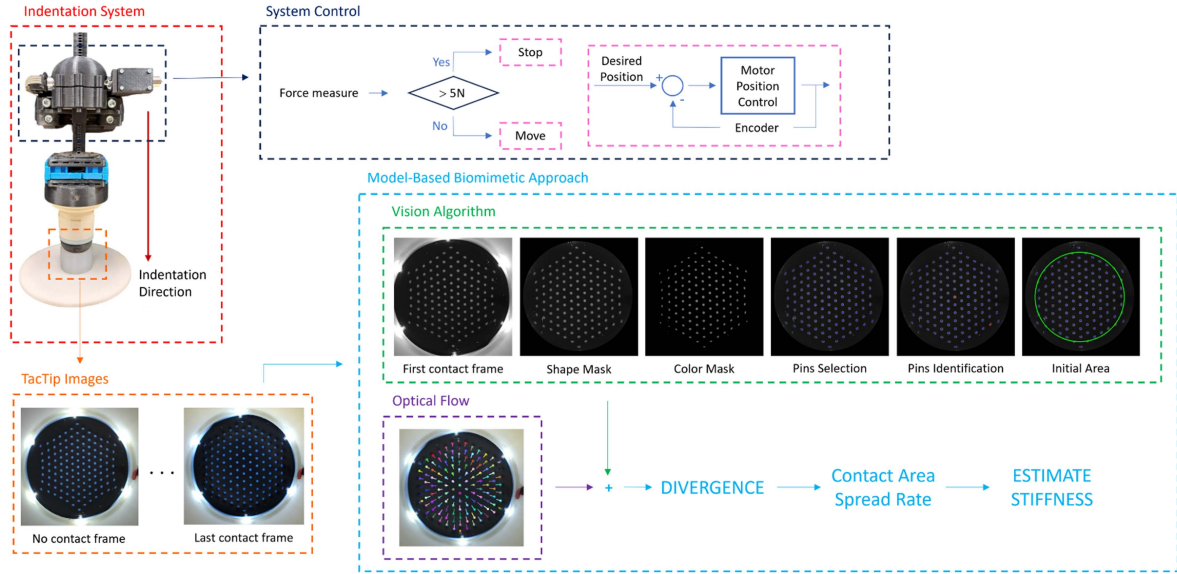 Indentation System
System Control
Yes
Stop
Force measure
> 5N
No
Move
Desired
Position
+
-
Motor
Position
Control
Encoder
Indentation
Direction
Model-Based Biomimetic Approach
Vision Algorithm
First contact frame
Shape Mask
Color Mask
Pins Selection
Pins Identification
Initial Area
TacTip Images
. . .
No contact frame
Last contact frame
Optical Flow
+
DIVERGENCE
Contact Area
Spread Rate
ESTIMATE
STIFFNESS